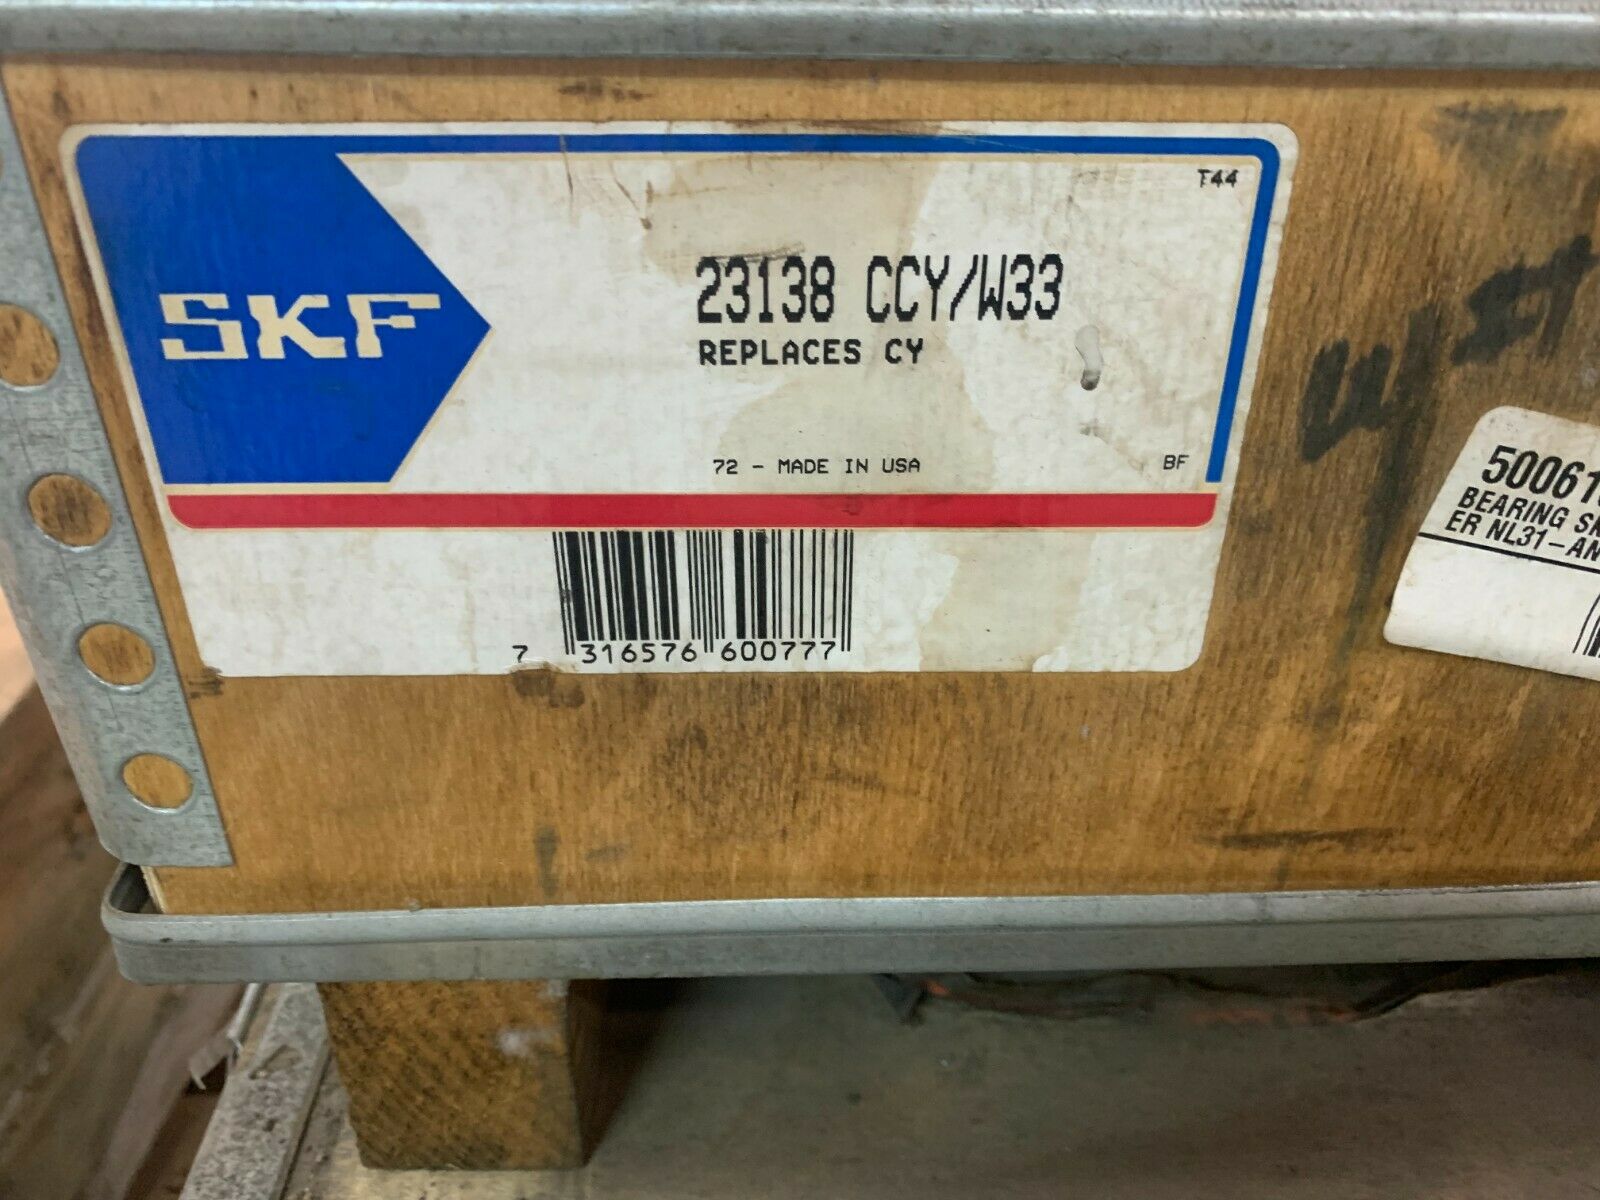 SKF
T44
23138 CCY/W33
REPLACES CY
72 - MADE IN USA
BF
7 316576 600777
BEARING
ER NL31-AN